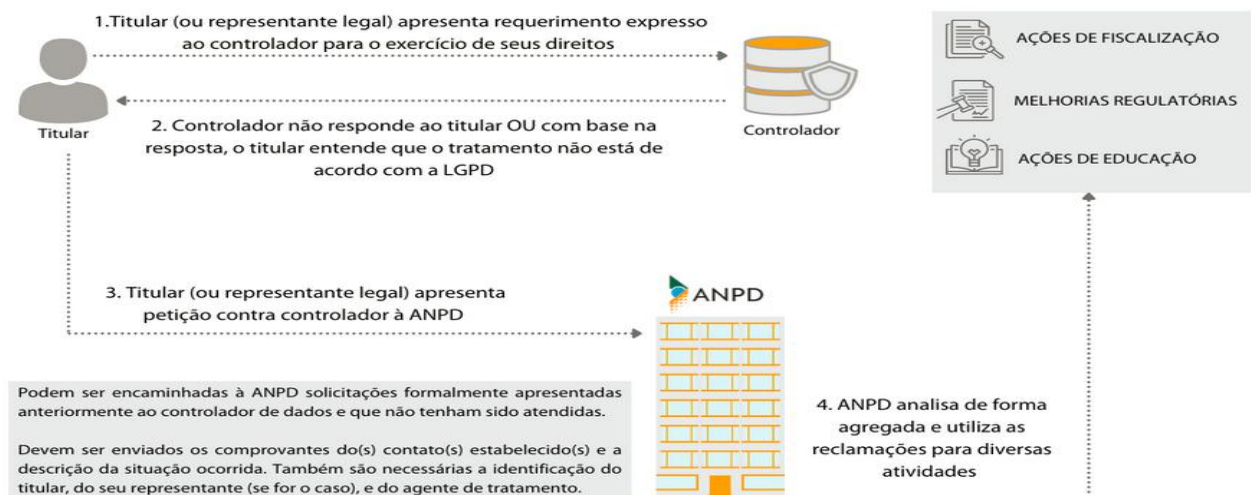 1.Titular (ou representante legal) apresenta requerimento expresso
ao controlador para o exercício de seus direitos
Titular
Controlador
2. Controlador não responde ao titular OU com base na
resposta, o titular entende que o tratamento não está de
acordo com a LGPD
AÇÕES DE FISCALIZAÇÃO
MELHORIAS REGULATÓRIAS
AÇÕES DE EDUCAÇÃO
3. Titular (ou representante legal) apresenta
petição contra controlador à ANPD
ANPD
Podem ser encaminhadas à ANPD solicitações formalmente apresentadas
anteriormente ao controlador de dados e que não tenham sido atendidas.
Devem ser enviados os comprovantes do(s) contato(s) estabelecido(s) e a
descrição da situação ocorrida. Também são necessárias a identificação do
titular, do seu representante (se for o caso), e do agente de tratamento.
4. ANPD analisa de forma
agregada e utiliza as
reclamações para diversas
atividades